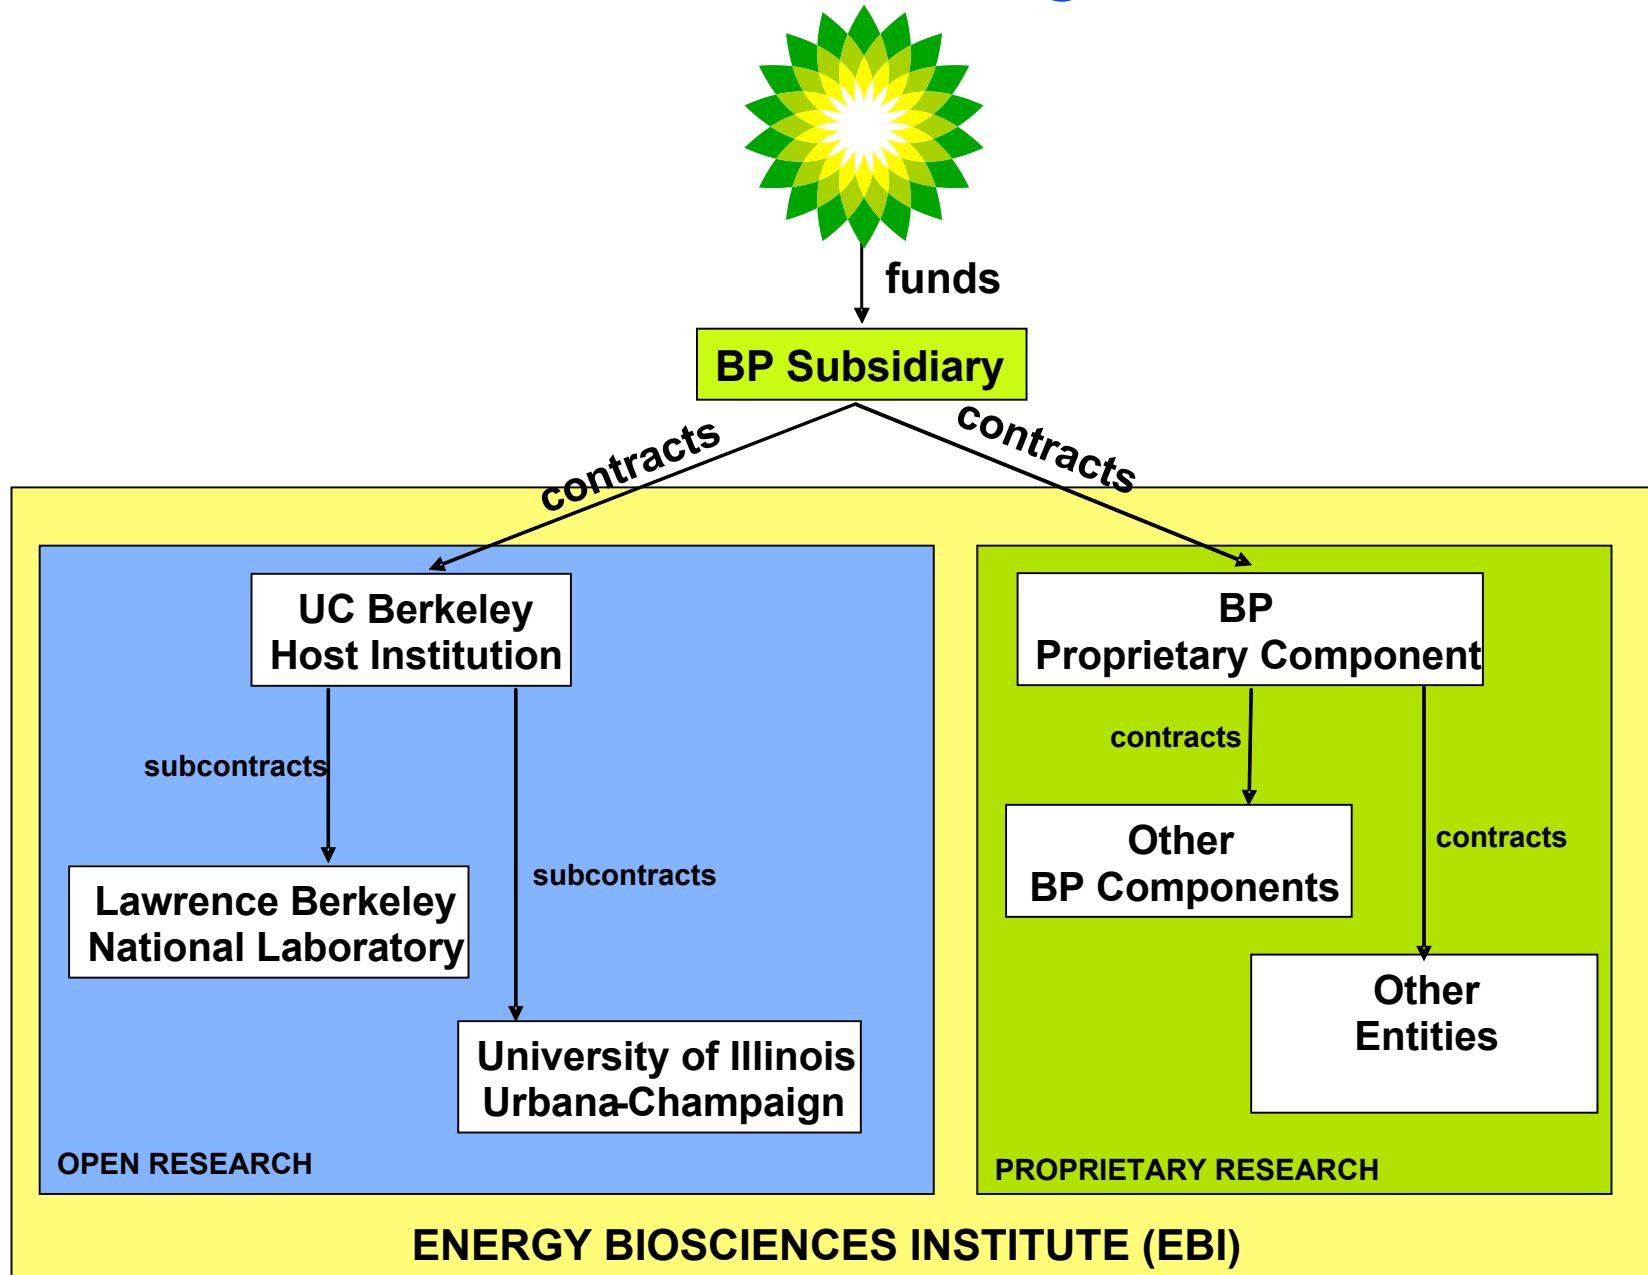 funds
BP Subsidiary
contracts
contracts
UC Berkeley
Host Institution
BP
Proprietary Component
subcontracts
contracts
Other
BP Components
contracts
subcontracts
Lawrence Berkeley
National Laboratory
Other
Entities
University of Illinois
Urbana-Champaign
OPEN RESEARCH
PROPRIETARY RESEARCH
ENERGY BIOSCIENCES INSTITUTE (EBI)